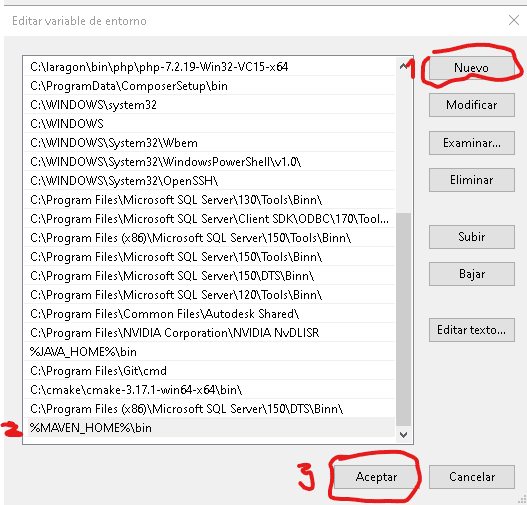 Editar variable de entorno
C:\laragon\bin\php\php-7.2.19-Win32-VC15-x64
1
Nuevo
C:\ProgramData\ComposerSetup\bin
C:\WINDOWS\system32
Modificar
C:\WINDOWS
C:\WINDOWS\System32\Wbem
Examinar...
C:\WINDOWS\System32\WindowsPowerShell\v1.0\
C:\WINDOWS\System32\OpenSSH\
Eliminar
C:\Program Files\Microsoft SQL Server\130\Tools\Binn\
C:\Program Files\Microsoft SQL Server\Client SDK\ODBC\170\Tool...
C:\Program Files (x86)\Microsoft SQL Server\150\Tools\Binn\
Subir
C:\Program Files\Microsoft SQL Server\150\Tools\Binn\
C:\Program Files\Microsoft SQL Server\150\DTS\Binn\
Bajar
C:\Program Files\Microsoft SQL Server\120\Tools\Binn\
C:\Program Files\Common Files\Autodesk Shared\
C:\Program Files\NVIDIA Corporation\NVIDIA NvDLISR
Editar texto...
%JAVA_HOME%\bin
C:\Program Files\Git\cmd
C:\cmake\cmake-3.17.1-win64-x64\bin\
C:\Program Files (x86)\Microsoft SQL Server\150\DTS\Binn\
2
%MAVEN_HOME%\bin
3
Aceptar
Cancelar